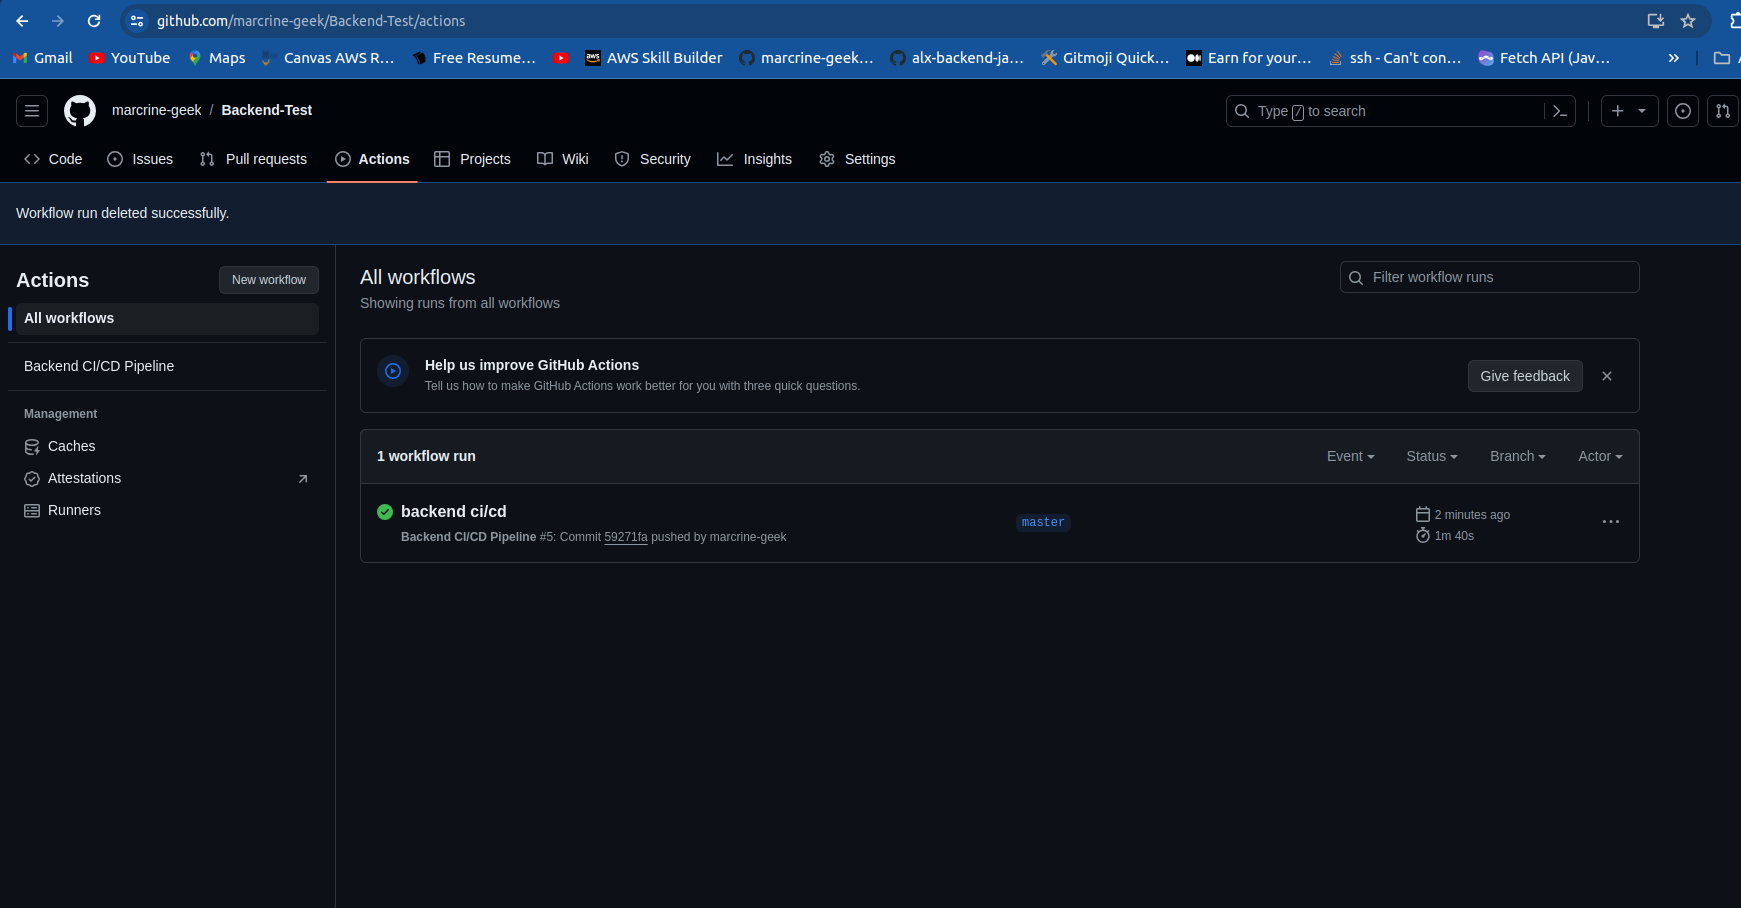 github.com/marcrine-geek/Backend-Test/actions
Gmail YouTube Maps Canvas AWS R... Free Resume... AWS Skill Builder marcrine-geek... alx-backend-ja... Gitmoji Quick... Earn for your... ssh - Can't con... Fetch API (Jav...
marcrine-geek / Backend-Test
Type / to search
Code Issues Pull requests Actions Projects Wiki Security Insights Settings
Workflow run deleted successfully.
Actions
New workflow
All workflows
Backend CI/CD Pipeline
Management
Caches
Attestations
Runners
All workflows
Showing runs from all workflows
Filter workflow runs
Help us improve GitHub Actions
Tell us how to make GitHub Actions work better for you with three quick questions.
Give feedback
1 workflow run
Event Status Branch Actor
backend ci/cd
Backend CI/CD Pipeline #5: Commit 59271fa pushed by marcrine-geek
master
2 minutes ago
1m 40s